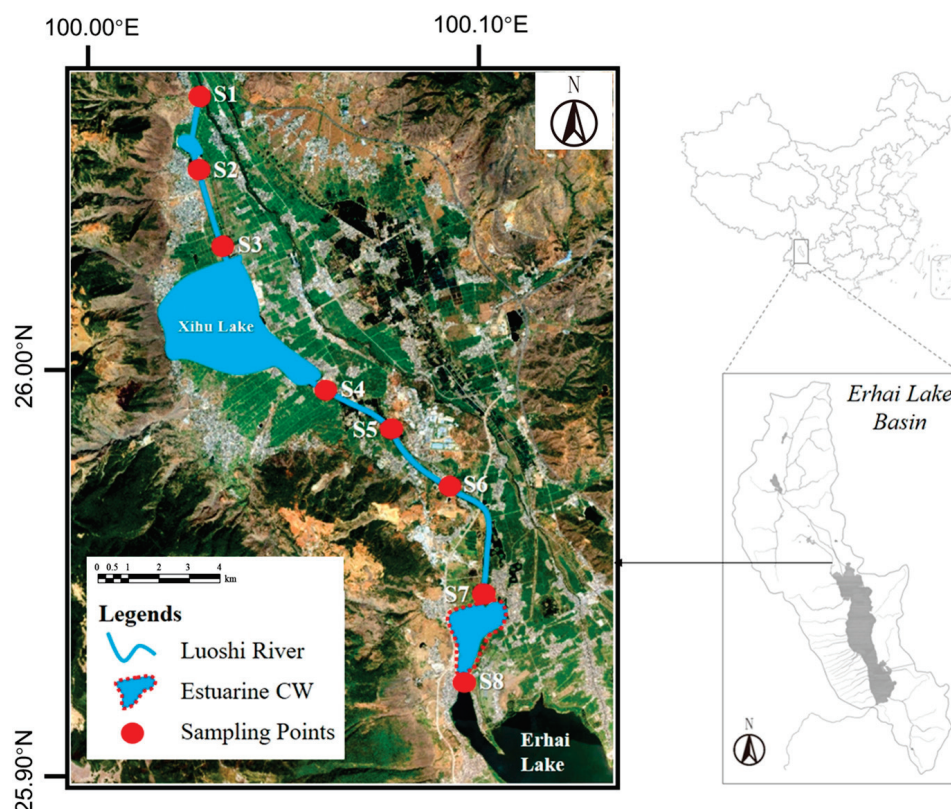 100.00°E
100.10°E
N
S1
S2
S3
Xihu Lake
26.00°N
S4
S5
S6
Erhai Lake
Basin
0 0.5 1 2 3 4
km
S7
Legends
Luoshi River
Estuarine CW
S8
Sampling Points
Erhai
Lake
N
25.90°N